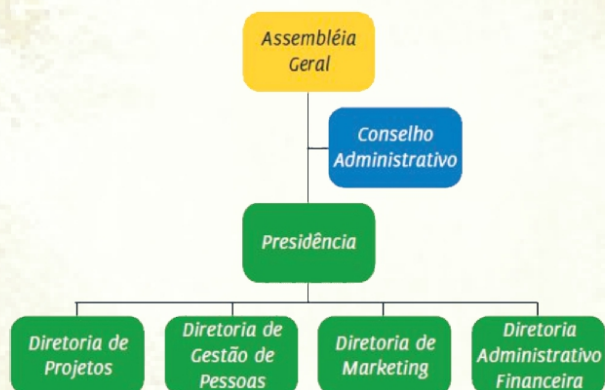 Assembléia
Geral
Conselho
Administrativo
Presidência
Diretoria de
Projetos
Diretoria de
Gestão de
Pessoas
Diretoria de
Marketing
Diretoria
Administrativo
Financeira